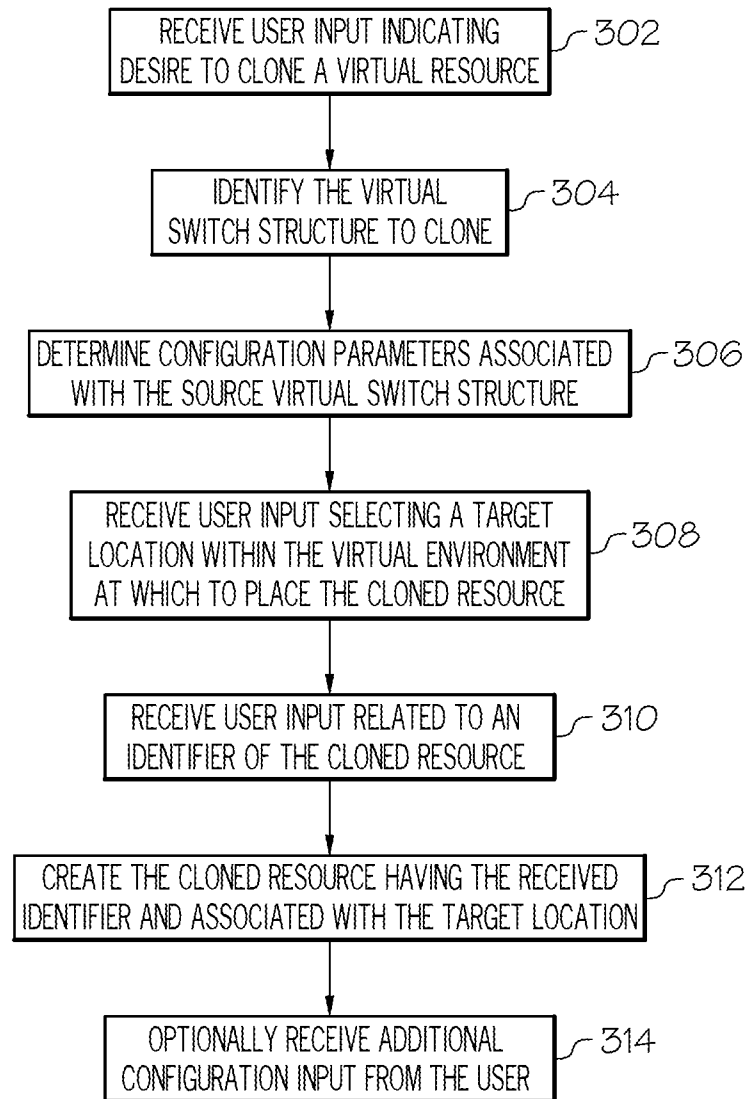 RECEIVE USER INPUT INDICATING
DESIRE TO CLONE A VIRTUAL RESOURCE
302
IDENTIFY THE VIRTUAL
SWITCH STRUCTURE TO CLONE
304
DETERMINE CONFIGURATION PARAMETERS ASSOCIATED
WITH THE SOURCE VIRTUAL SWITCH STRUCTURE
306
RECEIVE USER INPUT SELECTING A TARGET
LOCATION WITHIN THE VIRTUAL ENVIRONMENT
AT WHICH TO PLACE THE CLONED RESOURCE
308
RECEIVE USER INPUT RELATED TO AN
IDENTIFIER OF THE CLONED RESOURCE
310
CREATE THE CLONED RESOURCE HAVING THE RECEIVED
IDENTIFIER AND ASSOCIATED WITH THE TARGET LOCATION
312
OPTIONALLY RECEIVE ADDITIONAL
CONFIGURATION INPUT FROM THE USER
314